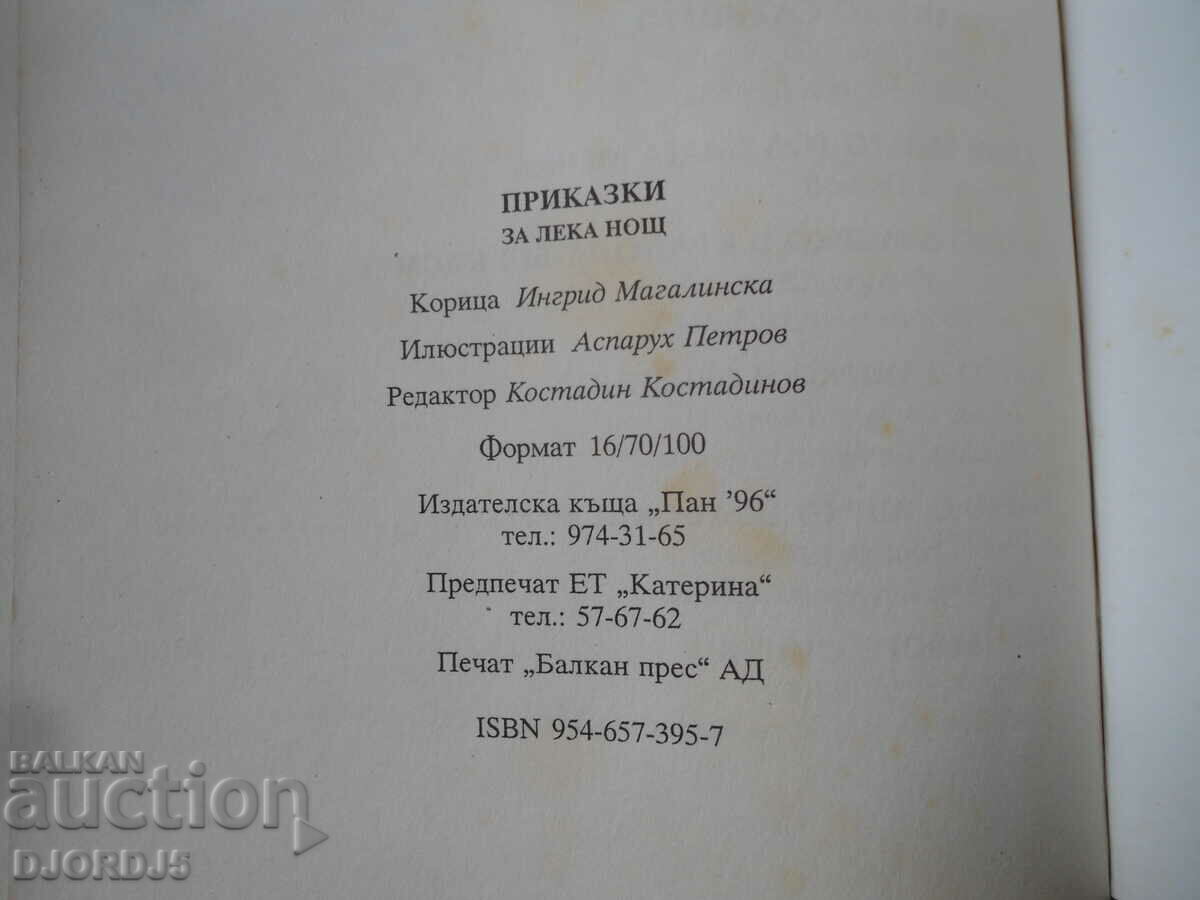 ПРИКАЗКИ
ЗА ЛЕКА НОЩ
Корица Ингрид Магалинска
Илюстрации Аспарух Петров
Редактор Костадин Костадинов
Формат 16/70/100
Издателска къща „Пан ’96“
тел.: 974-31-65
Предпечат ЕТ „Катерина“
тел.: 57-67-62
Печат „Балкан прес“ АД
ISBN 954-657-395-7
BALKAN
auction
DJORDJ5